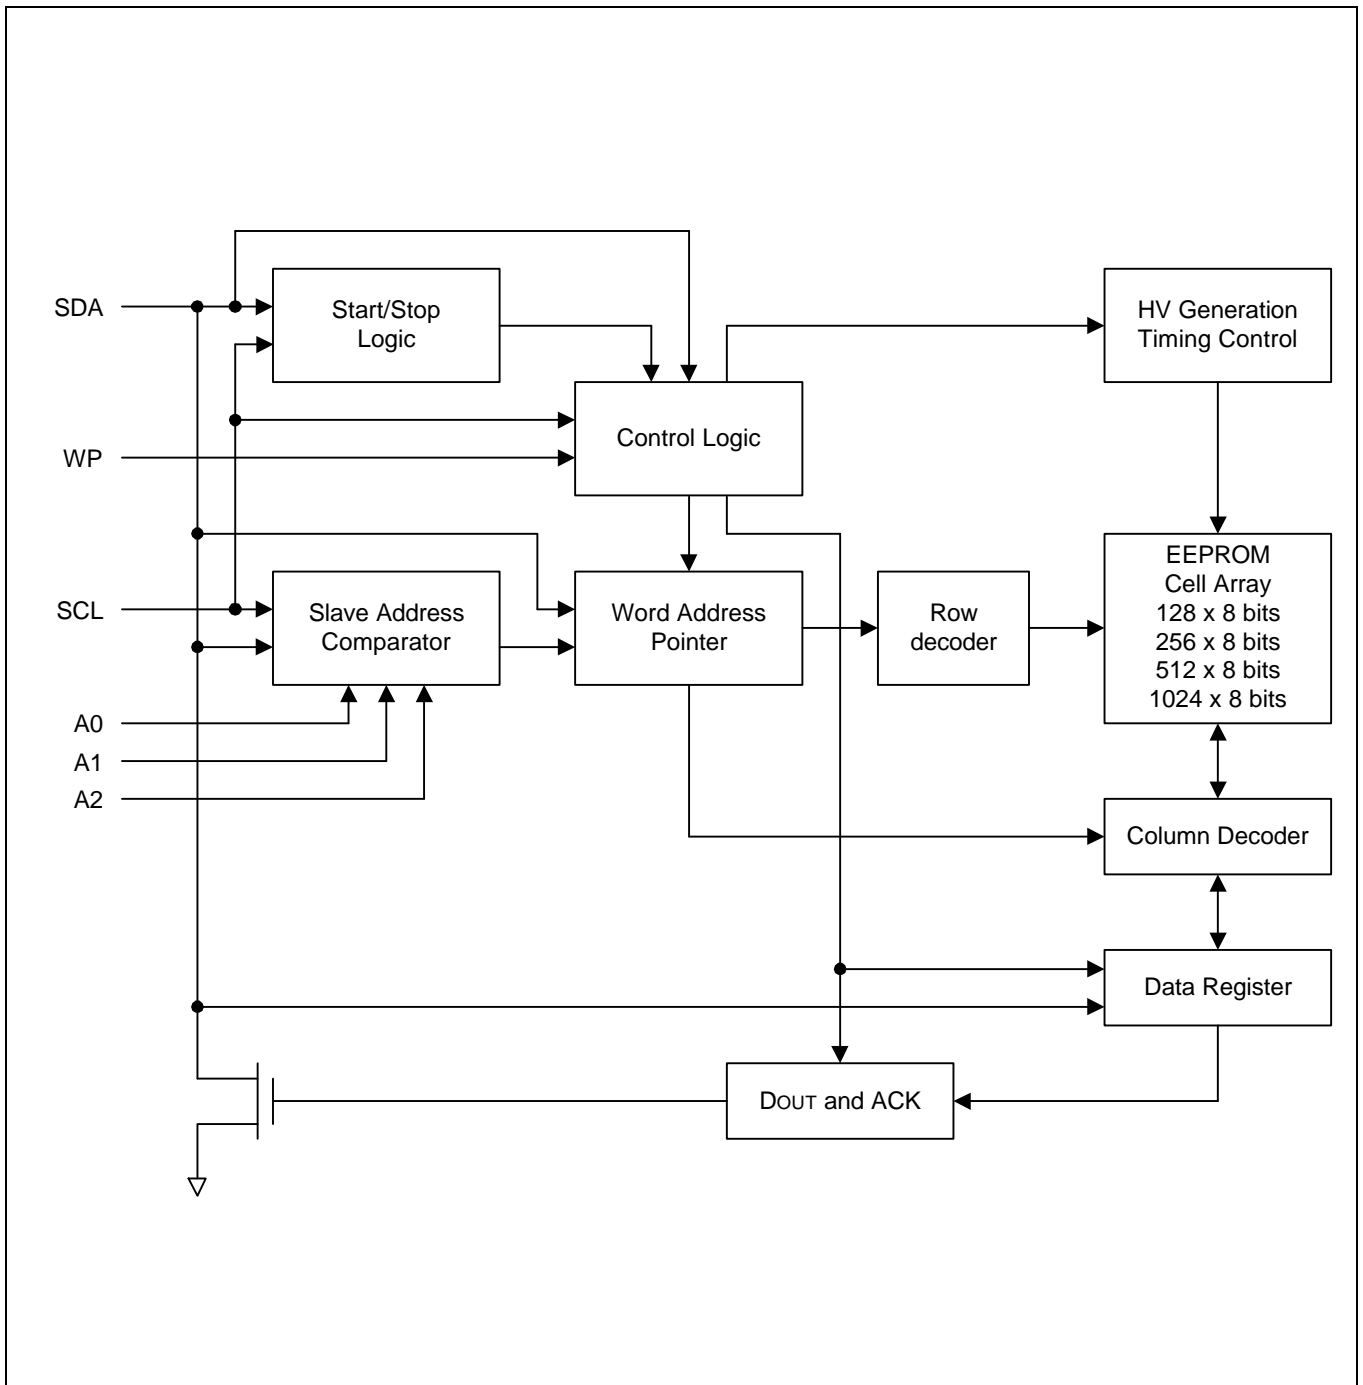 SDA
Start/Stop
Logic
HV Generation
Timing Control
Control Logic
WP
SCL
Slave Address
Comparator
Word Address
Pointer
Row
decoder
EEPROM
Cell Array
128 x 8 bits
256 x 8 bits
512 x 8 bits
1024 x 8 bits
A0
A1
A2
Column Decoder
Data Register
DOUT and ACK